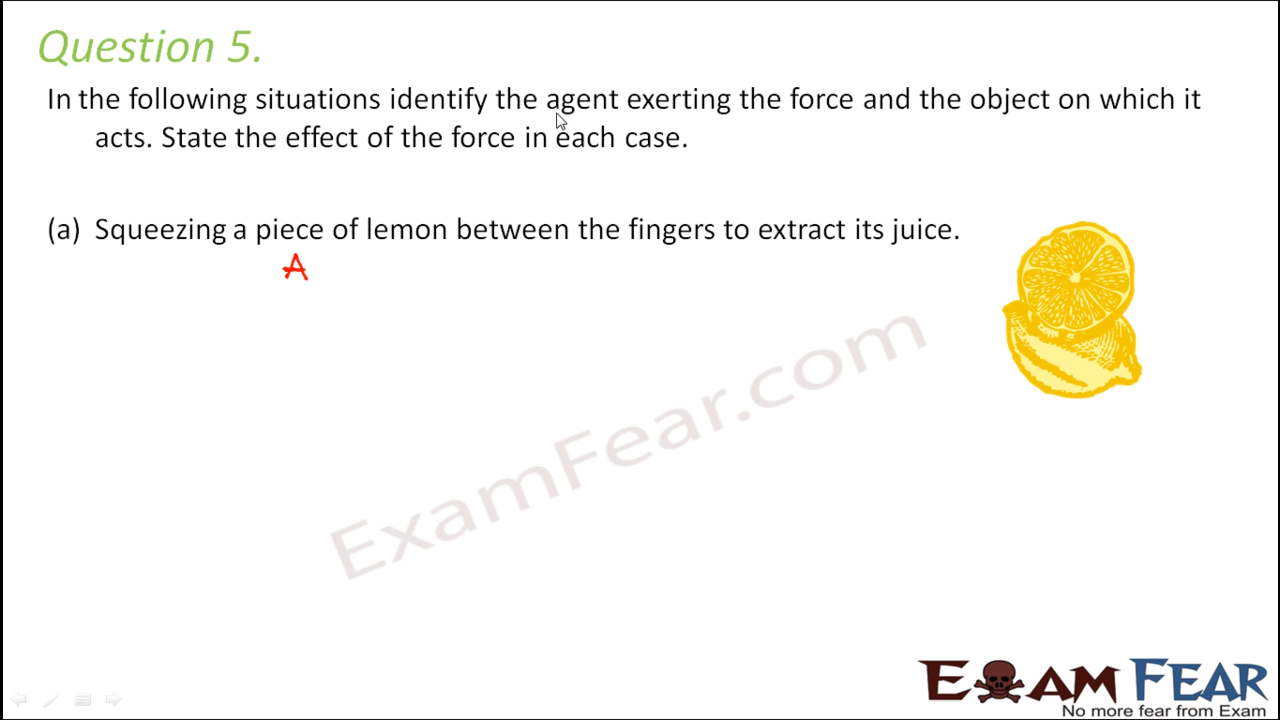 Question 5.
In the following situations identify the agent exerting the force and the object on which it
acts. State the effect of the force in each case.
(a) Squeezing a piece of lemon between the fingers to extract its juice.
A
ExamFear.com
EXAM FEAR
No more fear from Exam